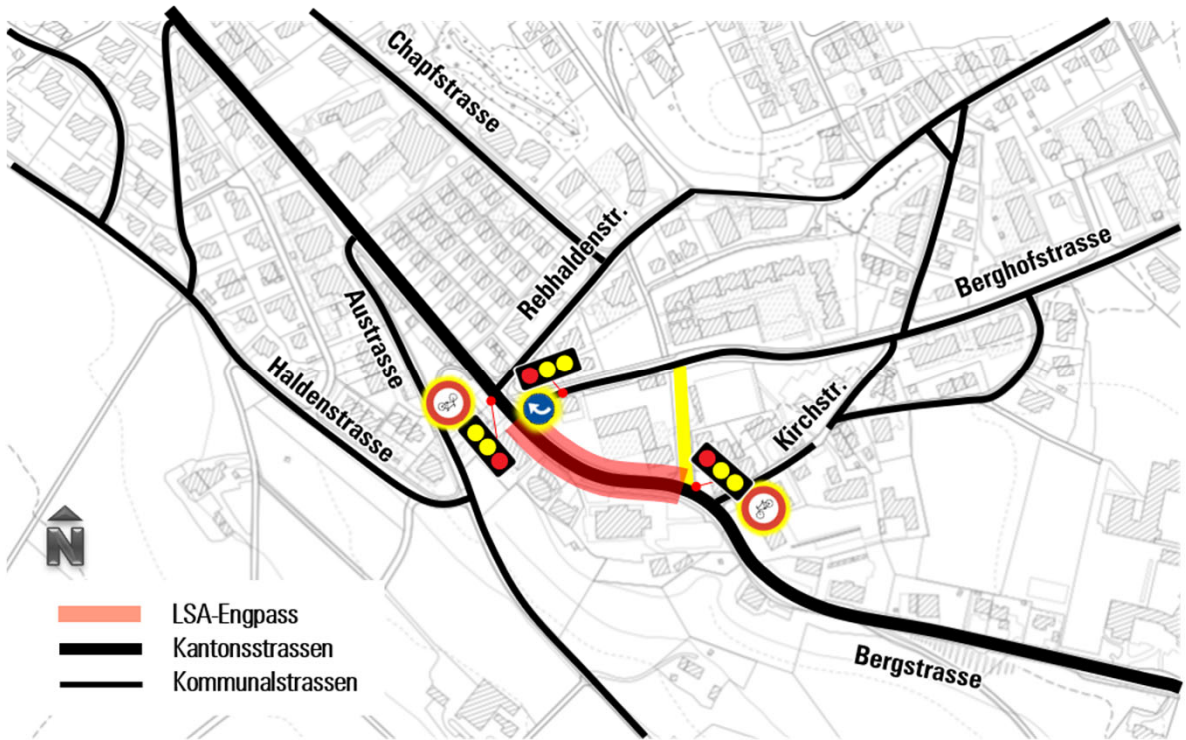 Chapfstrasse
Rebhaldenstr.
Berghofstrasse
Austrasse
Haldenstrasse
Kirchstr.
N
LSA-Engpass
Kantonsstrassen
Kommunalstrassen
Bergstrasse